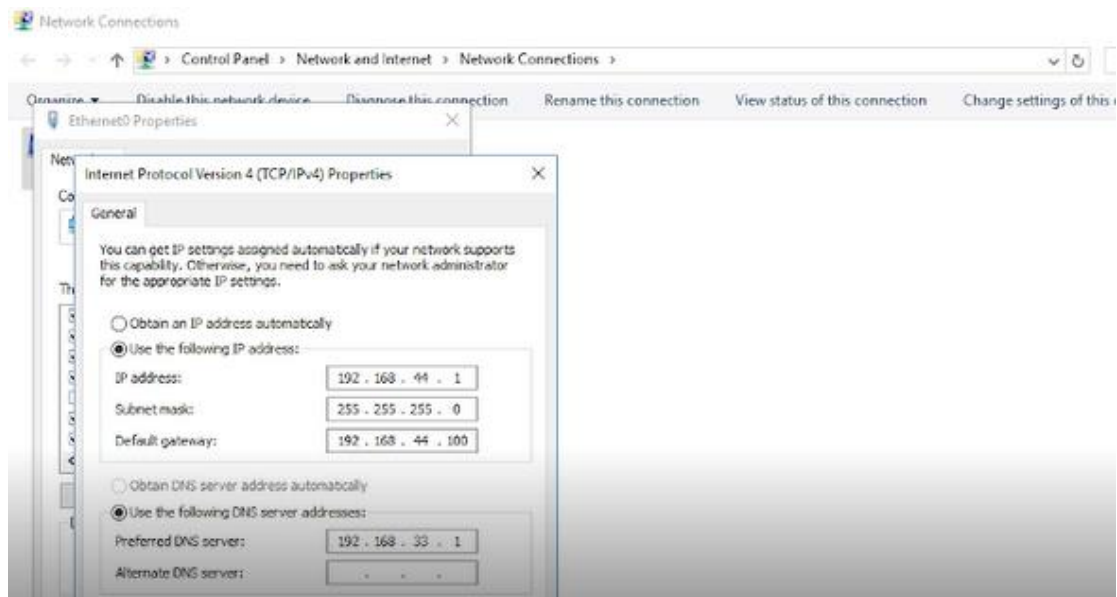 Network Connections
Control Panel > Network and Internet > Network Connections >
Organize Disable this network device Diagnose this connection Rename this connection View status of this connection Change settings of this
Ethernet0 Properties
Internet Protocol Version 4 (TCP/IPv4) Properties
General
You can get IP settings assigned automatically if your network supports
this capability. Otherwise, you need to ask your network administrator
for the appropriate IP settings.
Obtain an IP address automatically
Use the following IP address:
IP address: 192 . 168 . 44 . 1
Subnet mask: 255 . 255 . 255 . 0
Default gateway: 192 . 168 . 44 . 100
Obtain DNS server address automatically
Use the following DNS server addresses:
Preferred DNS server: 192 . 168 . 33 . 1
Alternate DNS server: . . .